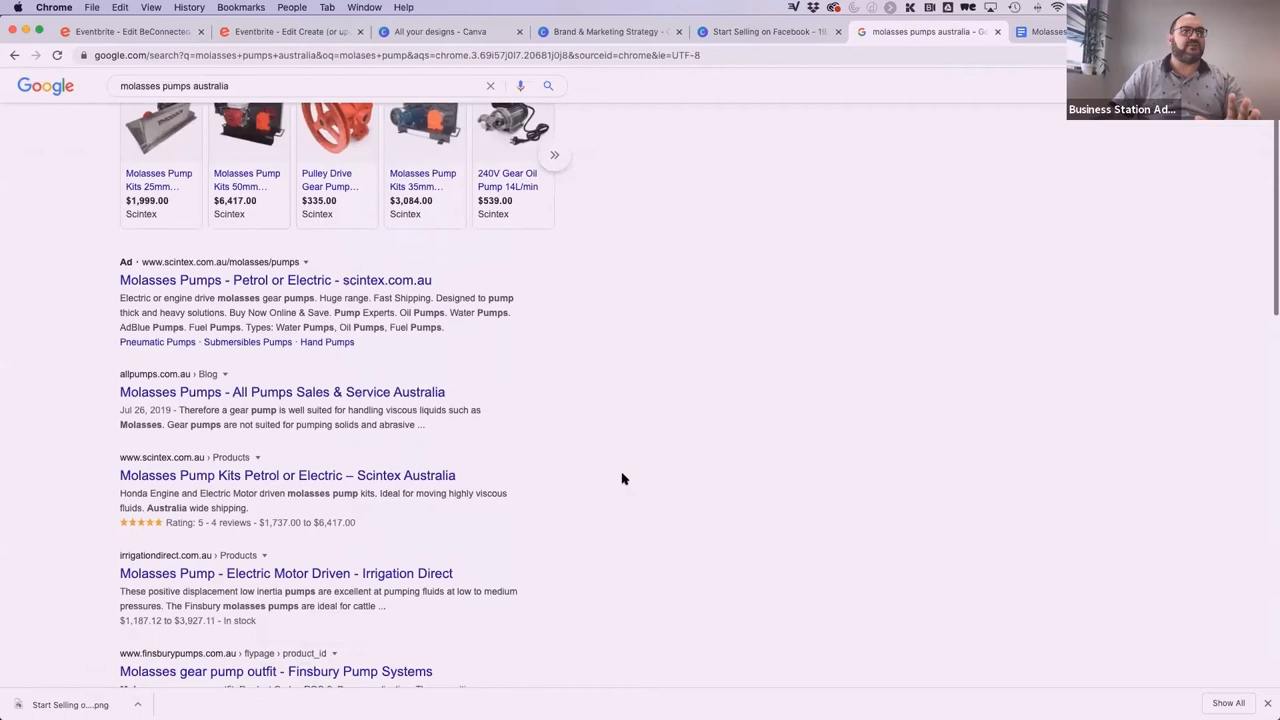 Chrome File Edit View History Bookmarks People Tab Window Help
Eventbrite - Edit BeConnected
Eventbrite - Edit Create (or up
All your designs - Canva
Brand & Marketing Strategy - C
Start Selling on Facebook - 19
molasses pumps australia - Go
Molasses
google.com/search?q=molasses+pumps+australia&oq=molases+pump&aqs=chrome.3.69i57j0l7.20681j0j8&sourceid=chrome&ie=UTF-8
Google
molasses pumps australia
Business Station Ad...
Molasses Pump Kits 25mm...
$1,999.00
Scintex
Molasses Pump Kits 50mm...
$6,417.00
Scintex
Pulley Drive Gear Pump...
$335.00
Scintex
Molasses Pump Kits 35mm...
$3,084.00
Scintex
240V Gear Oil Pump 14L/min
$539.00
Scintex
Ad · www.scintex.com.au/molasses/pumps
Molasses Pumps - Petrol or Electric - scintex.com.au
Electric or engine drive molasses gear pumps. Huge range. Fast Shipping. Designed to pump
thick and heavy solutions. Buy Now Online & Save. Pump Experts. Oil Pumps. Water Pumps.
AdBlue Pumps. Fuel Pumps. Types: Water Pumps, Oil Pumps, Fuel Pumps.
Pneumatic Pumps · Submersibles Pumps · Hand Pumps
allpumps.com.au › Blog
Molasses Pumps - All Pumps Sales & Service Australia
Jul 26, 2019 - Therefore a gear pump is well suited for handling viscous liquids such as
Molasses. Gear pumps are not suited for pumping solids and abrasive ...
www.scintex.com.au › Products
Molasses Pump Kits Petrol or Electric – Scintex Australia
Honda Engine and Electric Motor driven molasses pump kits. Ideal for moving highly viscous
fluids. Australia wide shipping.
Rating: 5 - 4 reviews - $1,737.00 to $6,417.00
irrigationdirect.com.au › Products
Molasses Pump - Electric Motor Driven - Irrigation Direct
These positive displacement low inertia pumps are excellent at pumping fluids at low to medium
pressures. The Finsbury molasses pumps are ideal for cattle ...
$1,187.12 to $3,927.11 - In stock
www.finsburypumps.com.au › flypage › product_id
Molasses gear pump outfit - Finsbury Pump Systems
Start Selling o....png
Show All